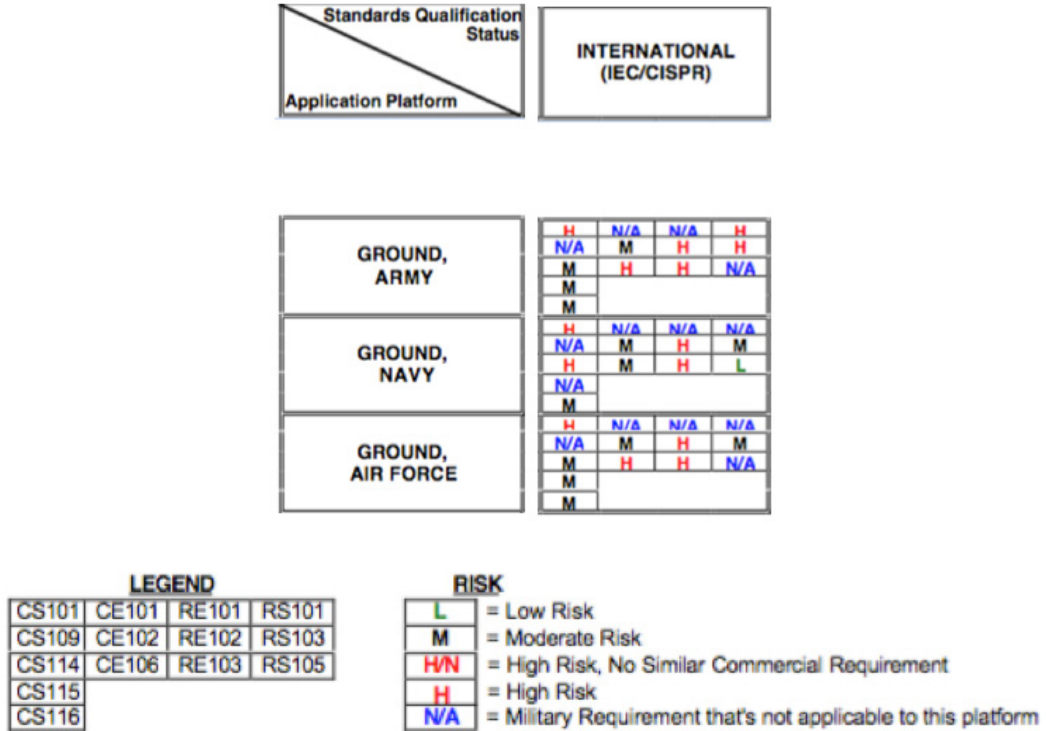 Standards Qualification
Status
Application Platform
INTERNATIONAL
(IEC/CISPR)
GROUND,
ARMY
H N/A N/A H
N/A M H H
M H H N/A
M
M
GROUND,
NAVY
H N/A N/A N/A
N/A M H M
H M H L
N/A
M
GROUND,
AIR FORCE
H N/A N/A N/A
N/A M H M
M H H N/A
M
M
LEGEND
CS101 CE101 RE101 RS101
CS109 CE102 RE102 RS103
CS114 CE106 RE103 RS105
CS115
CS116
RISK
L = Low Risk
M = Moderate Risk
H/N = High Risk, No Similar Commercial Requirement
H = High Risk
N/A = Military Requirement that's not applicable to this platform